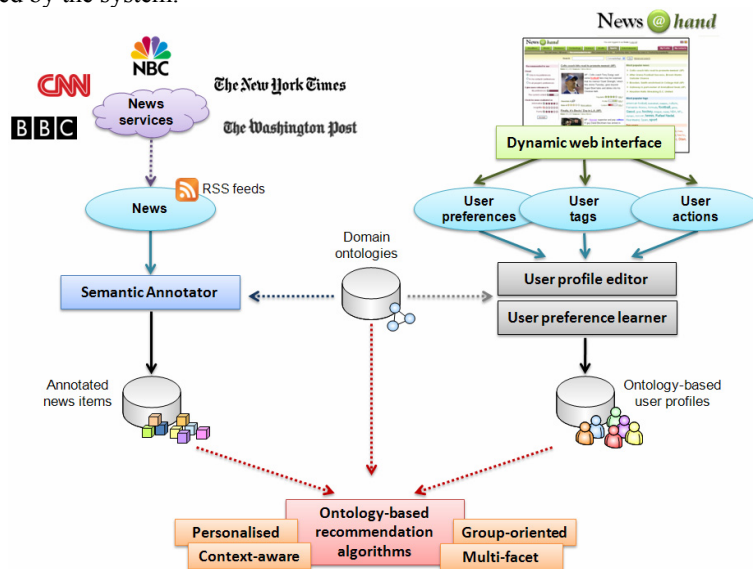 ed by the system.
News @ hand
NBC
CNN
BBC
News
services
The New York Times
The Washington Post
Dynamic web interface
RSS feeds
News
User
preferences
User
tags
User
actions
Domain
ontologies
Semantic Annotator
User profile editor
User preference learner
Annotated
news items
Ontology-based
user profiles
Ontology-based
recommendation
algorithms
Personalised
Context-aware
Group-oriented
Multi-facet